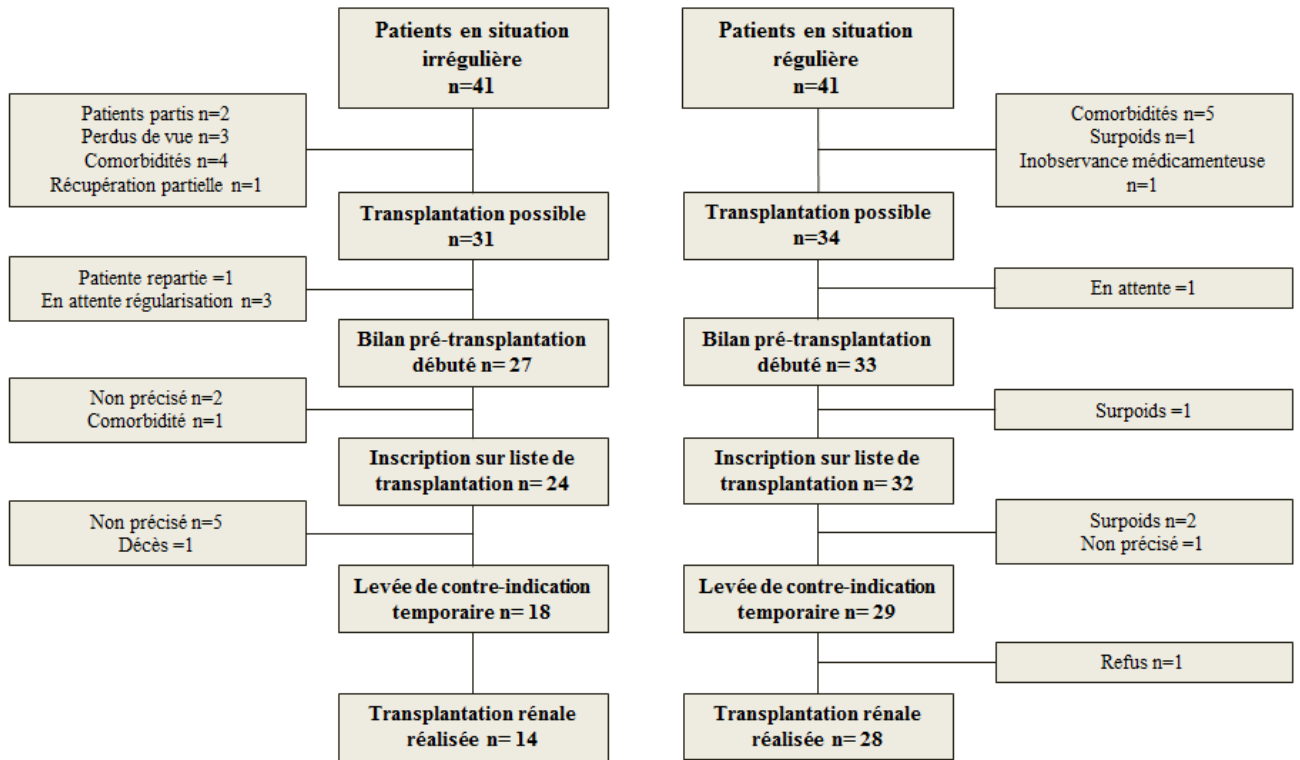 Patients en situation
irrégulière
n=41
Patients partis n=2
Perdus de vue n=3
Comorbidités n=4
Récupération partielle n=1
Transplantation possible
n=31
Patiente repartie =1
En attente régularisation n=3
Bilan pré-transplantation
débuté n= 27
Non précisé n=2
Comorbidité n=1
Inscription sur liste de
transplantation n= 24
Non précisé n=5
Décès =1
Levée de contre-indication
temporaire n= 18
Transplantation rénale
réalisée n= 14
Patients en situation
régulière
n=41
Comorbidités n=5
Surpoids n=1
Inobservance médicamenteuse
n=1
Transplantation possible
n=34
En attente =1
Bilan pré-transplantation
débuté n= 33
Surpoids =1
Inscription sur liste de
transplantation n= 32
Surpoids n=2
Non précisé =1
Levée de contre-indication
temporaire n= 29
Refus n=1
Transplantation rénale
réalisée n= 28